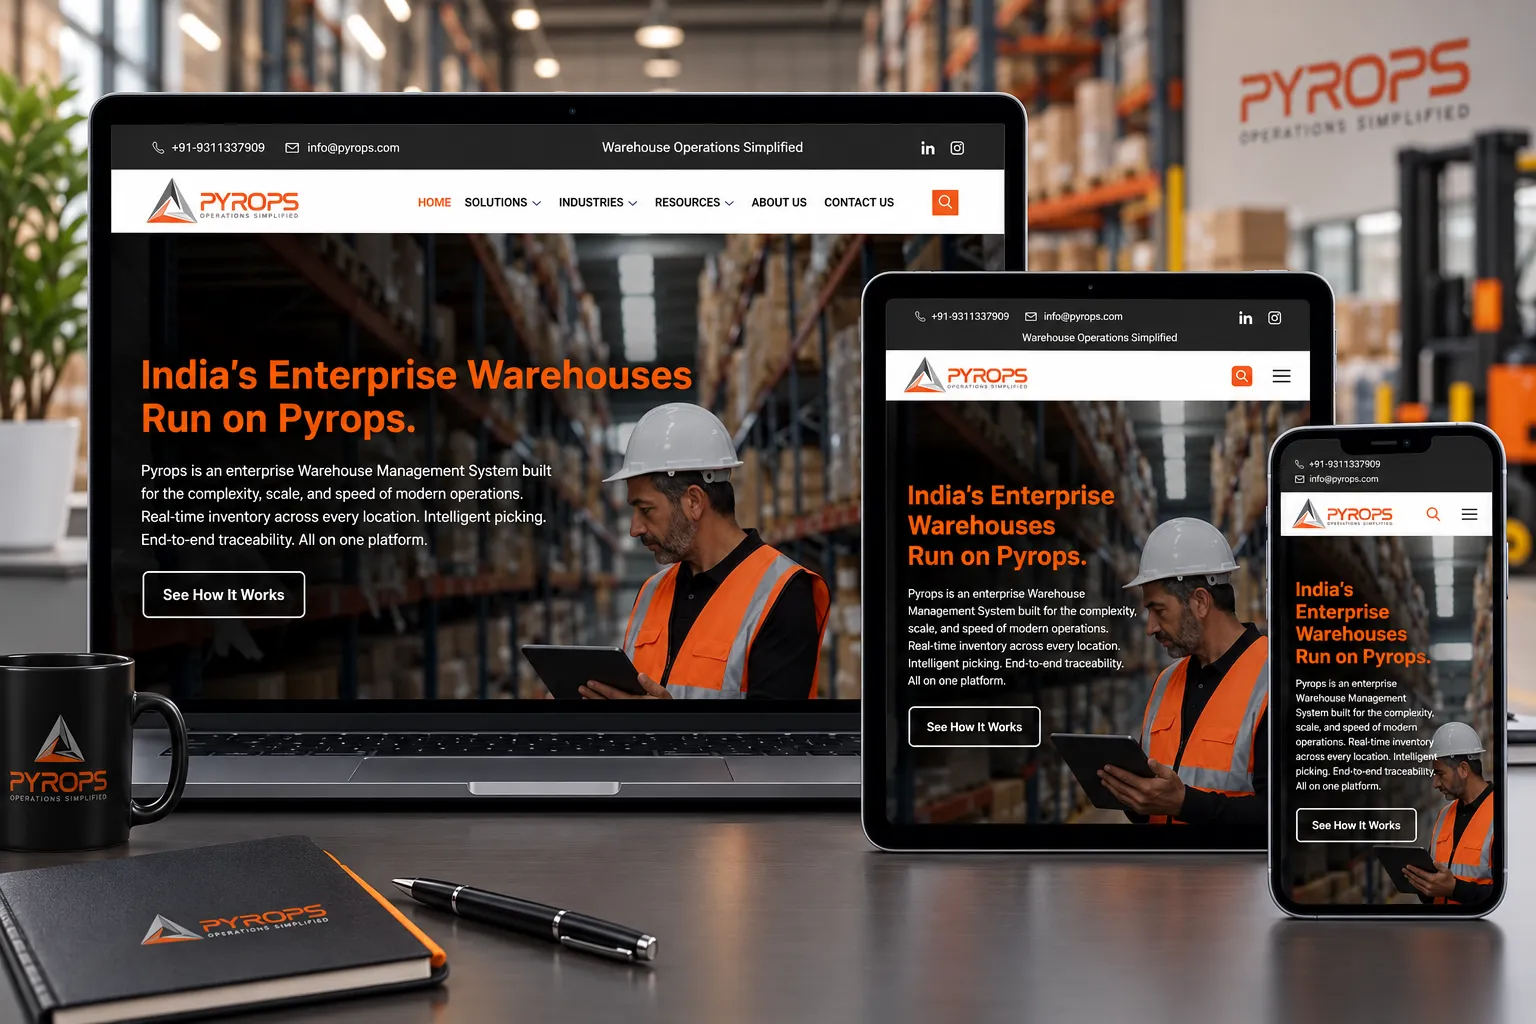 +91-9311337909 info@pyrops.com Warehouse Operations Simplified in
PYROPS
OPERATIONS SIMPLIFIED
HOME SOLUTIONS INDUSTRIES RESOURCES ABOUT US CONTACT US
India's Enterprise Warehouses
Run on Pyrops.
Pyrops is an enterprise Warehouse Management System built
for the complexity, scale, and speed of modern operations.
Real-time inventory across every location. Intelligent picking.
End-to-end traceability. All on one platform.
See How It Works
PYROPS
OPERATIONS SIMPLIFIED
+91-9311337909 info@pyrops.com in
Warehouse Operations Simplified
PYROPS
OPERATIONS SIMPLIFIED
India's Enterprise
Warehouses
Run on Pyrops.
Pyrops is an enterprise Warehouse
Management System built for the complexity,
scale, and speed of modern operations.
Real-time inventory across every location.
Intelligent picking. End-to-end traceability.
All on one platform.
See How It Works
+91-9311337909
info@pyrops.com
PYROPS
OPERATIONS SIMPLIFIED
India's
Enterprise
Warehouses
Run on Pyrops.
Pyrops is an enterprise
Warehouse Management
System built for the complexity,
scale, and speed of modern
operations. Real-time inventory
across every location. Intelligent
picking. End-to-end traceability.
All on one platform.
See How It Works
PYROPS
OPERATIONS SIMPLIFIED
PYROPS
OPERATIONS SIMPLIFIED